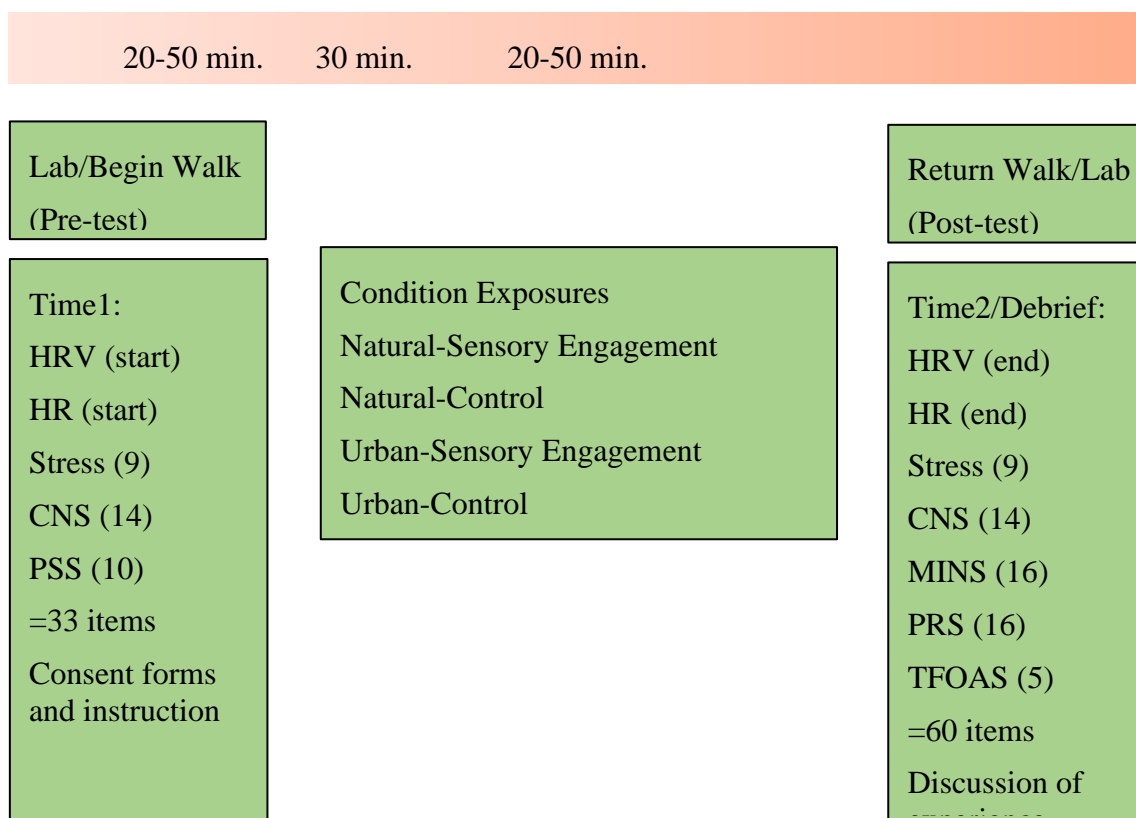 20-50 min. 30 min. 20-50 min.
Lab/Begin Walk
(Pre-test)
Time1:
HRV (start)
HR (start)
Stress (9)
CNS (14)
PSS (10)
=33 items
Consent forms
and instruction
Condition Exposures
Natural-Sensory Engagement
Natural-Control
Urban-Sensory Engagement
Urban-Control
Return Walk/Lab
(Post-test)
Time2/Debrief:
HRV (end)
HR (end)
Stress (9)
CNS (14)
MINS (16)
PRS (16)
TFOAS (5)
=60 items
Discussion of